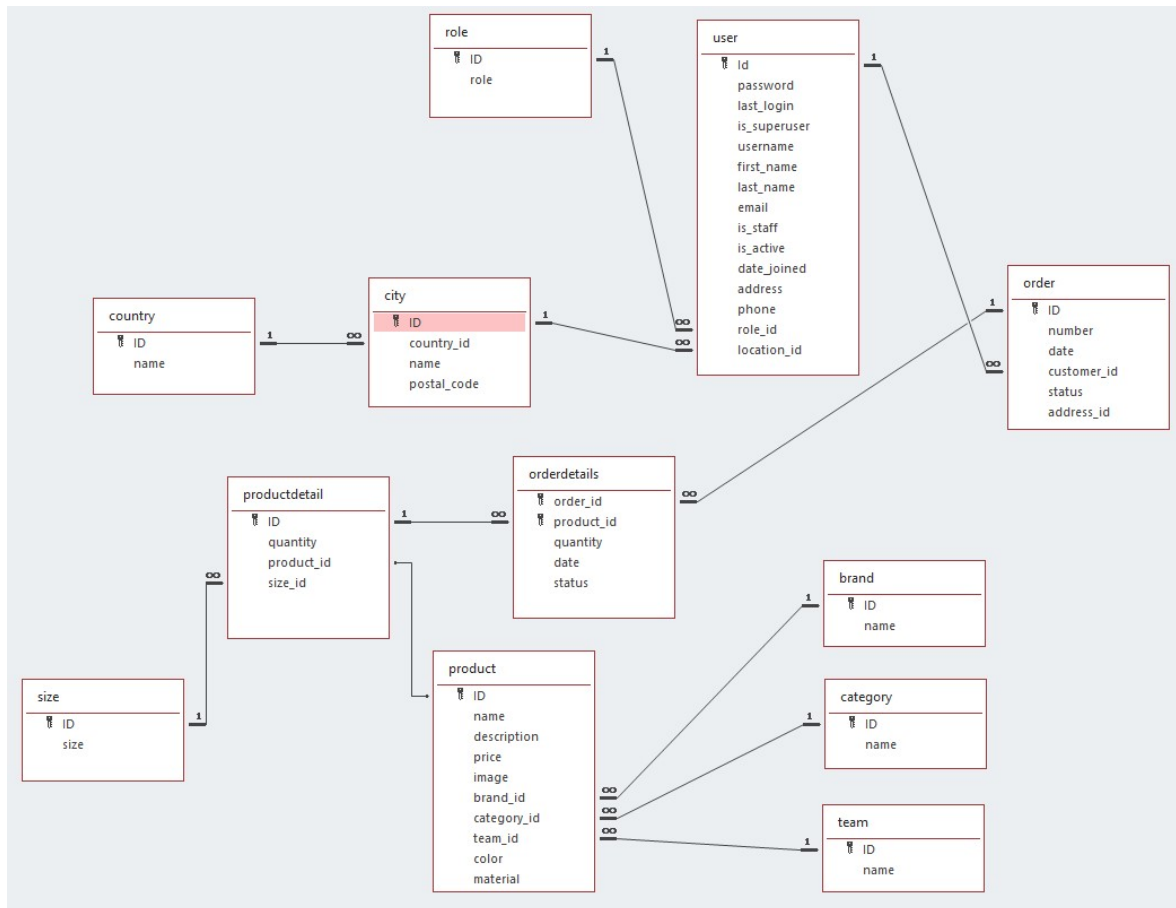 role
ID
role
user
Id
password
last_login
is_superuser
username
first_name
last_name
email
is_staff
is_active
date_joined
address
phone
role_id
location_id
1
∞
1
∞
country
ID
name
1
∞
city
ID
country_id
name
postal_code
1
∞
order
ID
number
date
customer_id
status
address_id
1
∞
productdetail
ID
quantity
product_id
size_id
1
∞
∞
1
orderdetails
order_id
product_id
quantity
date
status
size
ID
size
product
ID
name
description
price
image
brand_id
category_id
team_id
color
material
∞
∞
∞
1
brand
ID
name
1
category
ID
name
1
team
ID
name